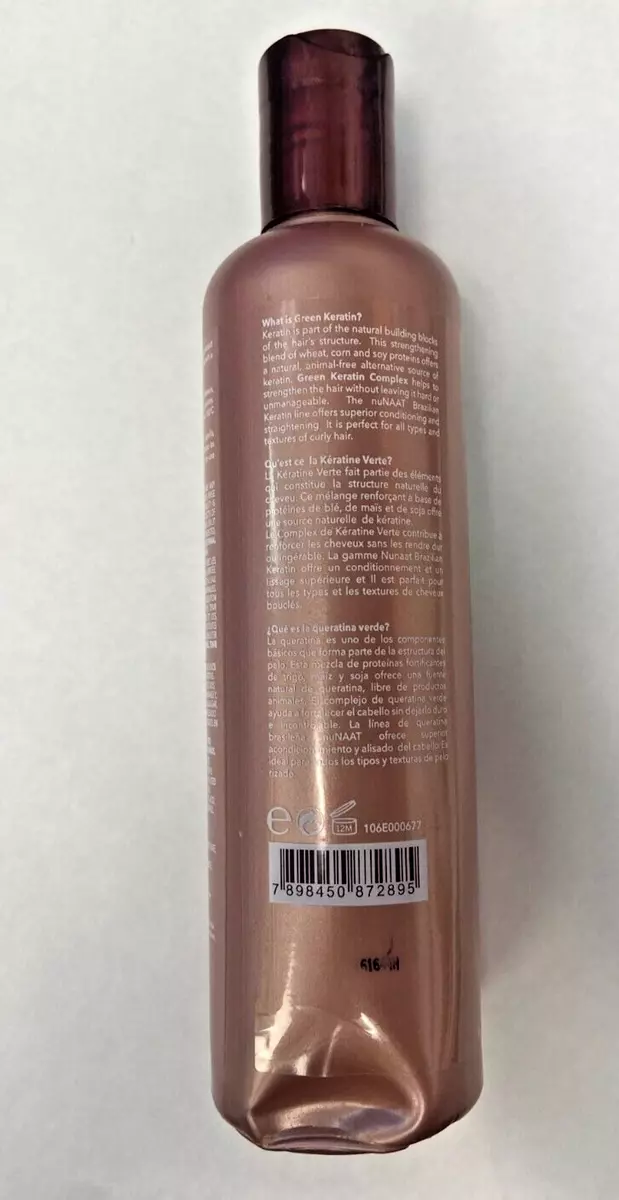 What is Green Keratin?
Keratin is part of the natural building blocks
of the hair's structure. This strengthening
blend of wheat, corn and soy proteins offers
a natural, animal-free alternative source of
keratin. Green Keratin Complex helps to
strengthen the hair without leaving it hard or
unmanageable. The nuNAAT Brazilian
Keratin line offers superior conditioning and
straightening It is perfect for all types and
textures of curly hair.
Qu'est ce la Kératine Verte?
La Kératine Verte fait partie des éléments
qui constitue la structure naturelle du
cheveu. Ce mélange renforçant à base de
protéines de blé, de maïs et de soja offre
une source naturelle de kératine.
Le Complex de Kératine Verte contribue à
renforcer les cheveux sans les rendre dur
ou ingérable. La gamme Nunaat Brazilian
Keratin offre un conditionnement et un
lissage supérieure et Il est parfait pour
tous les types et les textures de cheveux
bouclés.
¿Qué es la queratina verde?
La queratina es uno de los componentes
básicos que forma parte de la estructura del
pelo. Esta mezcla de proteínas fortificantes
de trigo, maíz y soja ofrece una fuente
natural de queratina, libre de productos
animales. El complejo de queratina verde
ayuda a fortalecer el cabello sin dejarlo duro
e incontrolable. La línea de queratina
brasileña nuNAAT ofrece superior
acondicionamiento y alisado del cabello. Es
ideal para todos los tipos y texturas de pelo
rizado.
e 12M 106E000677
7 898450 872895